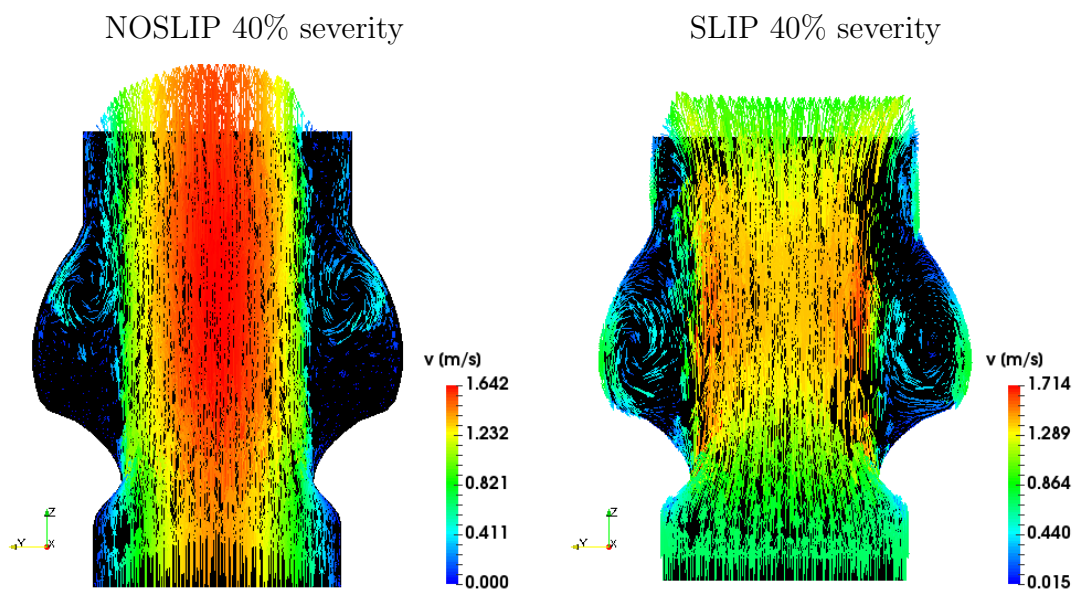 NOSLIP 40% severity
SLIP 40% severity
v (m/s)
1.642
1.232
0.821
0.411
0.000
Z
Y
X
v (m/s)
1.714
1.289
0.864
0.440
0.015
Z
Y
X